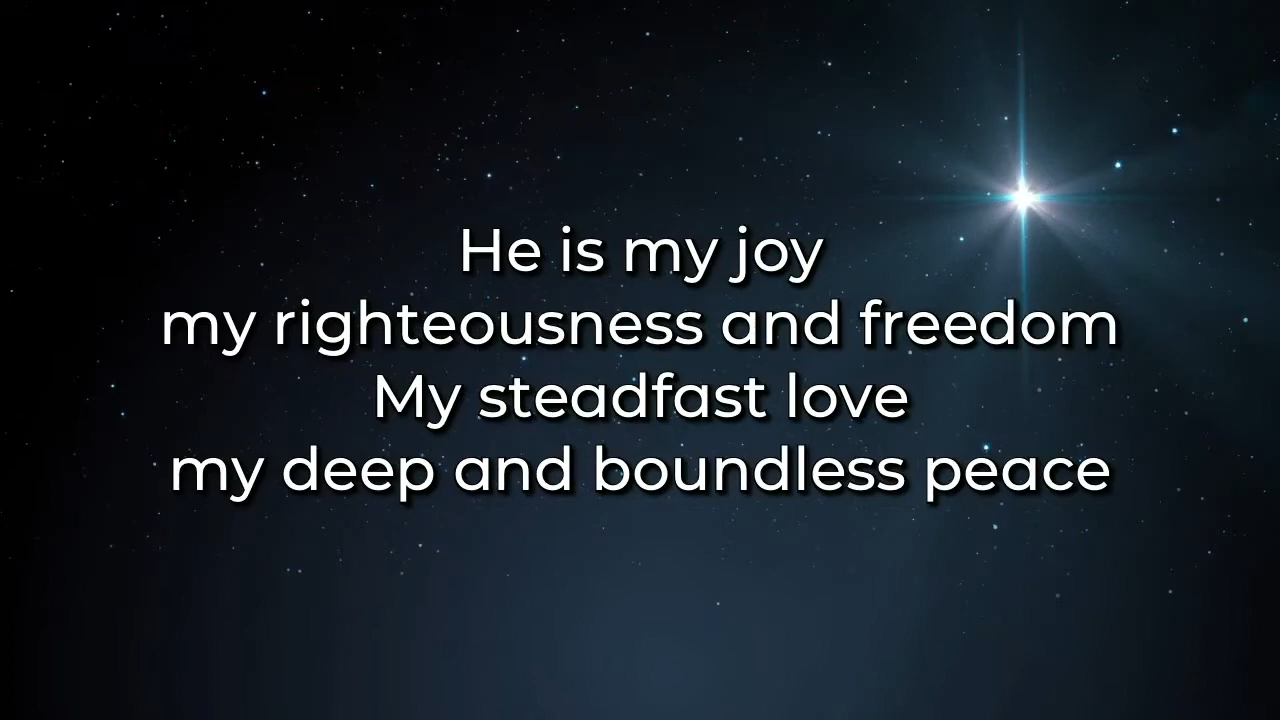 He is my joy
my righteousness and freedom
My steadfast love
my deep and boundless peace